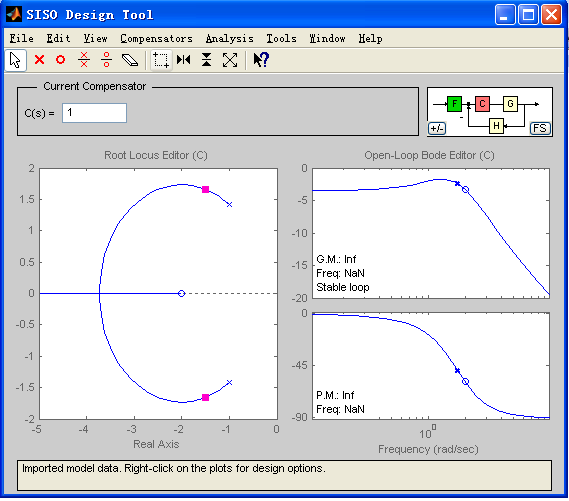 SISO Design Tool
File Edit View Compensators Analysis Tools Window Help
Current Compensator
C(s) = 1
F C G
H
- 
+/- FS
Root Locus Editor (C)
2
1.5
1
0.5
0
-0.5
-1
-1.5
-2
-5 -4 -3 -2 -1 0
Real Axis
Open-Loop Bode Editor (C)
0
-5
-10
-15
-20
G.M.: Inf
Freq: NaN
Stable loop
0
-45
-90
P.M.: Inf
Freq: NaN
10^0
Frequency (rad/sec)
Imported model data. Right-click on the plots for design options.